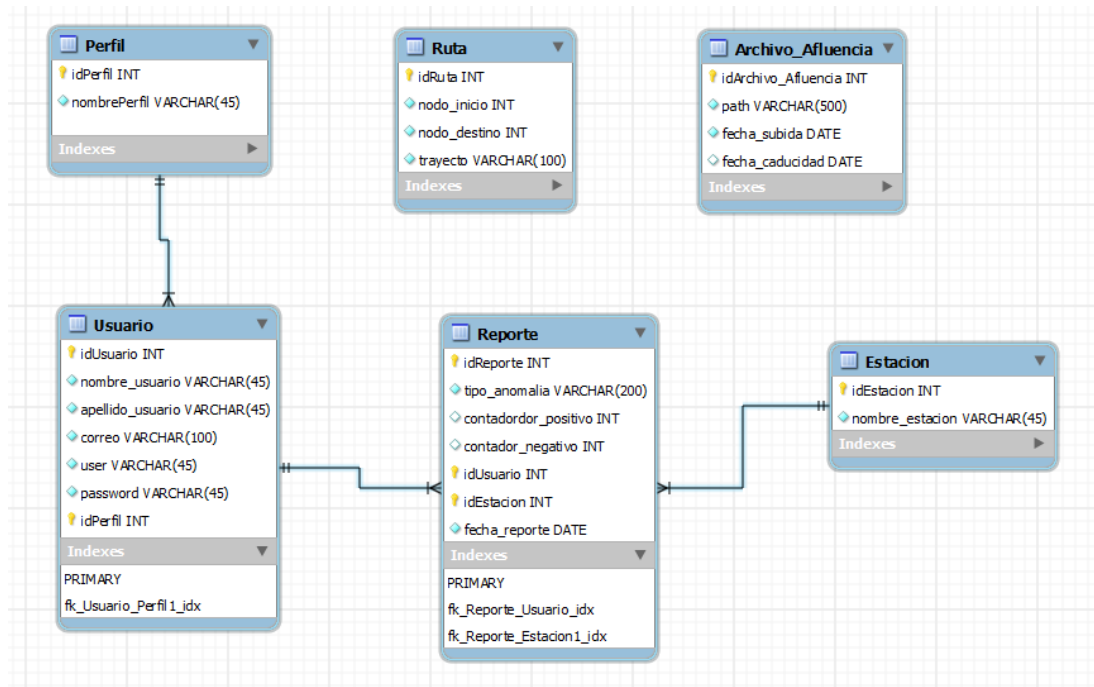 Perfil
idPerfil INT
nombrePerfil VARCHAR(45)
Indexes
Ruta
idRuta INT
nodo_inicio INT
nodo_destino INT
trayecto VARCHAR(100)
Indexes
Archivo_Afluencia
idArchivo_Afluencia INT
path VARCHAR(500)
fecha_subida DATE
fecha_caducidad DATE
Indexes
Usuario
idUsuario INT
nombre_usuario VARCHAR(45)
apellido_usuario VARCHAR(45)
correo VARCHAR(100)
user VARCHAR(45)
password VARCHAR(45)
idPerfil INT
Indexes
PRIMARY
fk_Usuario_Perfil1_idx
Reporte
idReporte INT
tipo_anomalia VARCHAR(200)
contadordor_positivo INT
contador_negativo INT
idUsuario INT
idEstacion INT
fecha_reporte DATE
Indexes
PRIMARY
fk_Reporte_Usuario_idx
fk_Reporte_Estacion1_idx
Estacion
idEstacion INT
nombre_estacion VARCHAR(45)
Indexes